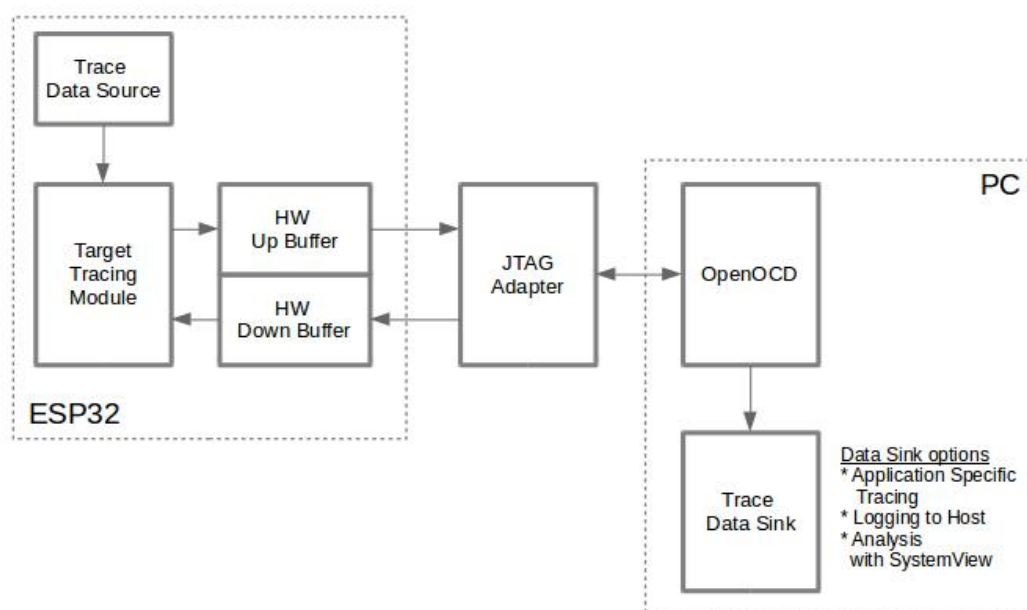 Trace
Data Source
Target
Tracing
Module
HW
Up Buffer
HW
Down Buffer
ESP32
JTAG
Adapter
PC
OpenOCD
Trace
Data Sink
Data Sink options
* Application Specific
Tracing
* Logging to Host
* Analysis
with SystemView